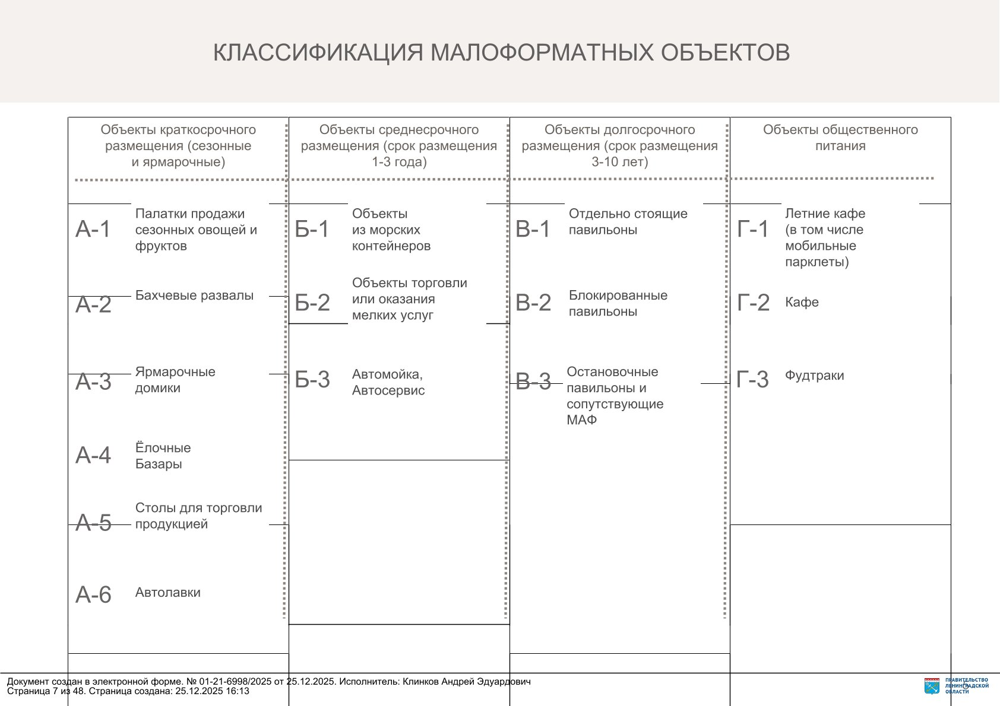 КЛАССИФИКАЦИЯ МАЛОФОРМАТНЫХ ОБЪЕКТОВ
Объекты краткосрочного
размещения (сезонные
и ярмарочные)
Объекты среднесрочного
размещения (срок размещения
1-3 года)
Объекты долгосрочного
размещения (срок размещения
3-10 лет)
Объекты общественного
питания
А-1
Палатки продажи
сезонных овощей и
фруктов
Б-1
Объекты
из морских
контейнеров
В-1
Отдельно стоящие
павильоны
Г-1
Летние кафе
(в том числе
мобильные
парклеты)
А-2
Бахчевые развалы
Б-2
Объекты торговли
или оказания
мелких услуг
В-2
Блокированные
павильоны
Г-2
Кафе
А-3
Ярмарочные
домики
Б-3
Автомойка,
Автосервис
В-3
Остановочные
павильоны и
сопутствующие
МАФ
Г-3
Фудтраки
А-4
Ёлочные
Базары
А-5
Столы для торговли
продукцией
А-6
Автолавки
Документ создан в электронной форме. № 01-21-6998/2025 от 25.12.2025. Исполнитель: Клинков Андрей Эдуардович
Страница 7 из 48. Страница создана: 25.12.2025 16:13
ПРАВИТЕЛЬСТВО
ЛЕНИНГРАДСКОЙ
ОБЛАСТИ